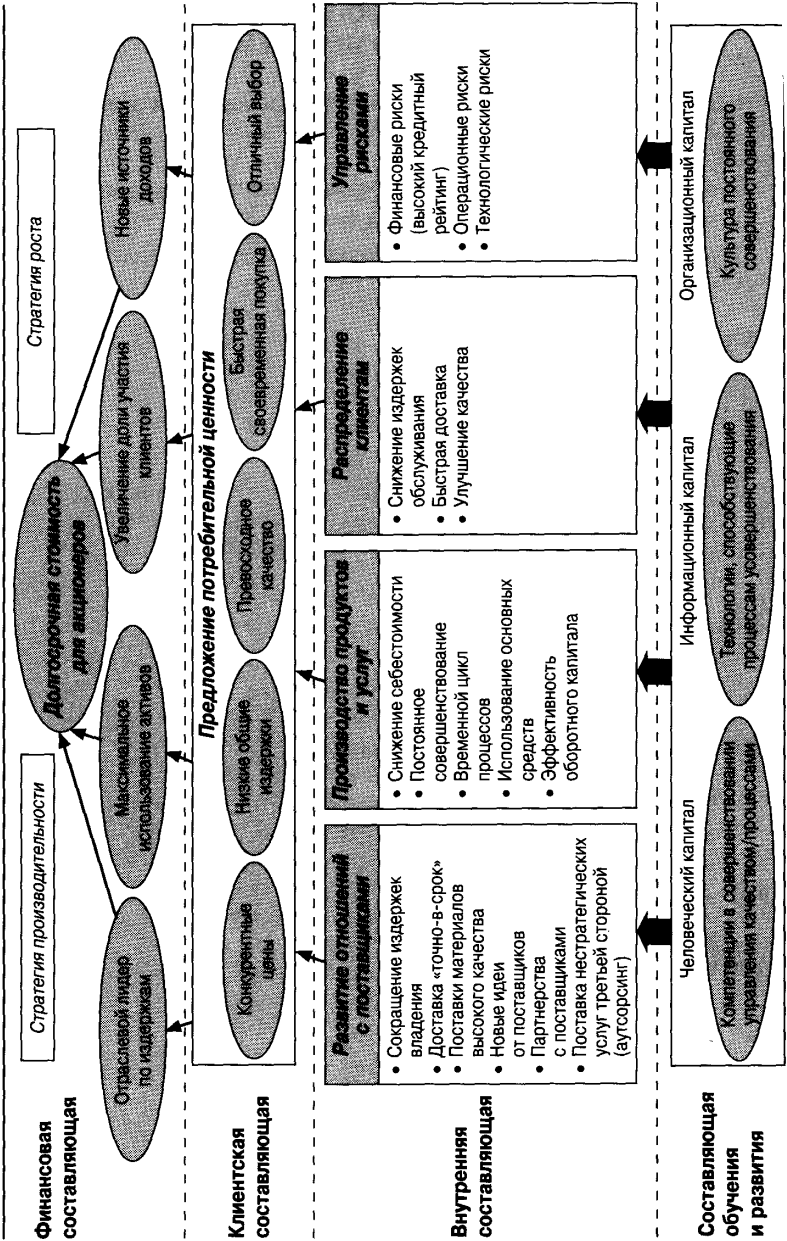 Финансовая
составляющая
Стратегия производительности
Стратегия роста
Долгосрочная стоимость
для акционеров
Отраслевой лидер
по издержкам
Максимальное
использование активов
Увеличение доли участия
клиентов
Новые источники
доходов
Клиентская
составляющая
Предложение потребительной ценности
Конкурентные
цены
Низкие общие
издержки
Превосходное
качество
Быстрая
своевременная покупка
Отличный выбор
Внутренняя
составляющая
Развитие отношений
с поставщиками
• Сокращение издержек
владения
• Доставка «точно-в-срок»
• Поставки материалов
высокого качества
• Новые идеи
от поставщиков
• Партнерства
с поставщиками
• Поставка нестратегических
услуг третьей стороной
(аутсорсинг)
Производство продуктов
и услуг
• Снижение себестоимости
• Постоянное
совершенствование
• Временной цикл
процессов
• Использование основных
средств
• Эффективность
оборотного капитала
Распределение
клиентам
• Снижение издержек
обслуживания
• Быстрая доставка
• Улучшение качества
Управление
рисками
• Финансовые риски
(высокий кредитный
рейтинг)
• Операционные риски
• Технологические риски
Составляющая
обучения
и развития
Человеческий капитал
Компетенции в совершенствовании
управления качеством/процессами
Информационный капитал
Технологии, способствующие
процессам усовершенствования
Организационный капитал
Культура постоянного
совершенствования